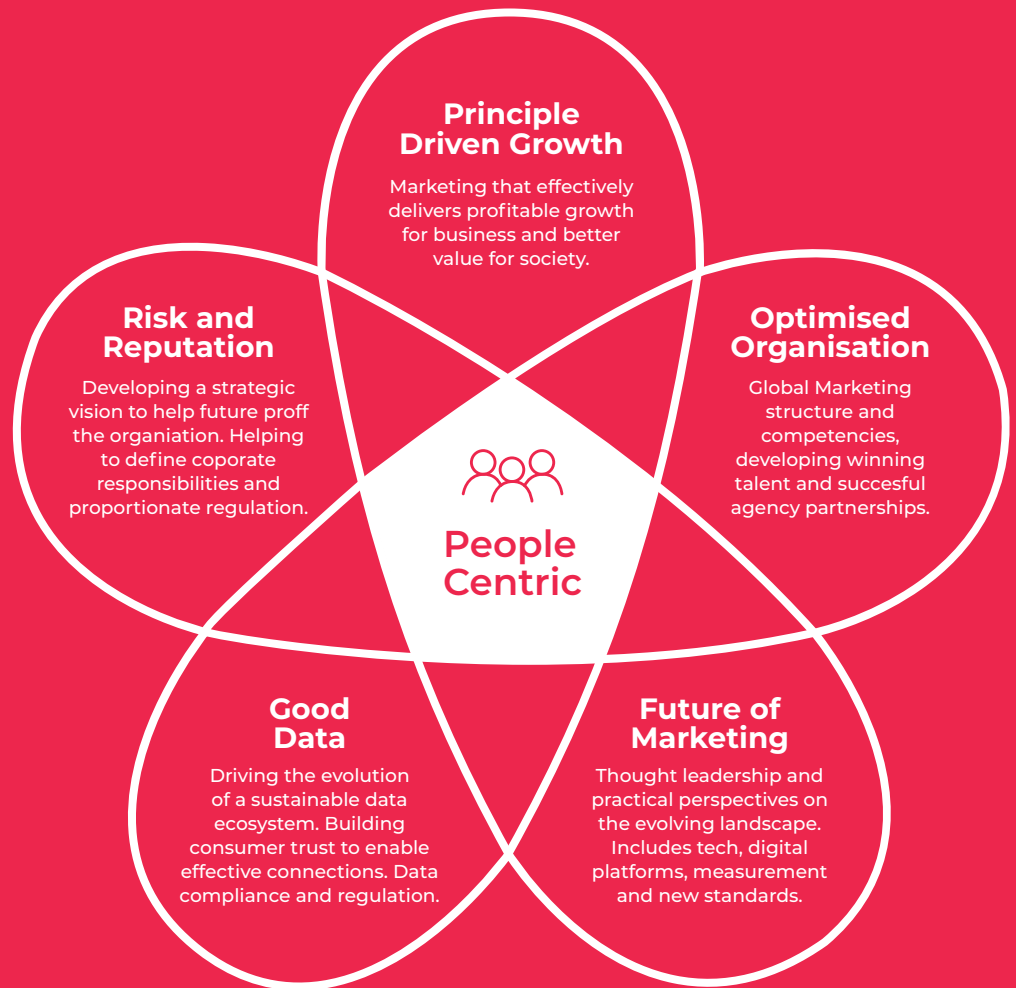 Principle
Driven Growth
Marketing that effectively
delivers profitable growth
for business and better
value for society.
Risk and
Reputation
Developing a strategic
vision to help future proff
the organiation. Helping
to define coporate
responsibilities and
proportionate regulation.
Optimised
Organisation
Global Marketing
structure and
competencies,
developing winning
talent and succesful
agency partnerships.
People
Centric
Good
Data
Driving the evolution
of a sustainable data
ecosystem. Building
consumer trust to enable
effective connections. Data
compliance and regulation.
Future of
Marketing
Thought leadership and
practical perspectives on
the evolving landscape.
Includes tech, digital
platforms, measurement
and new standards.